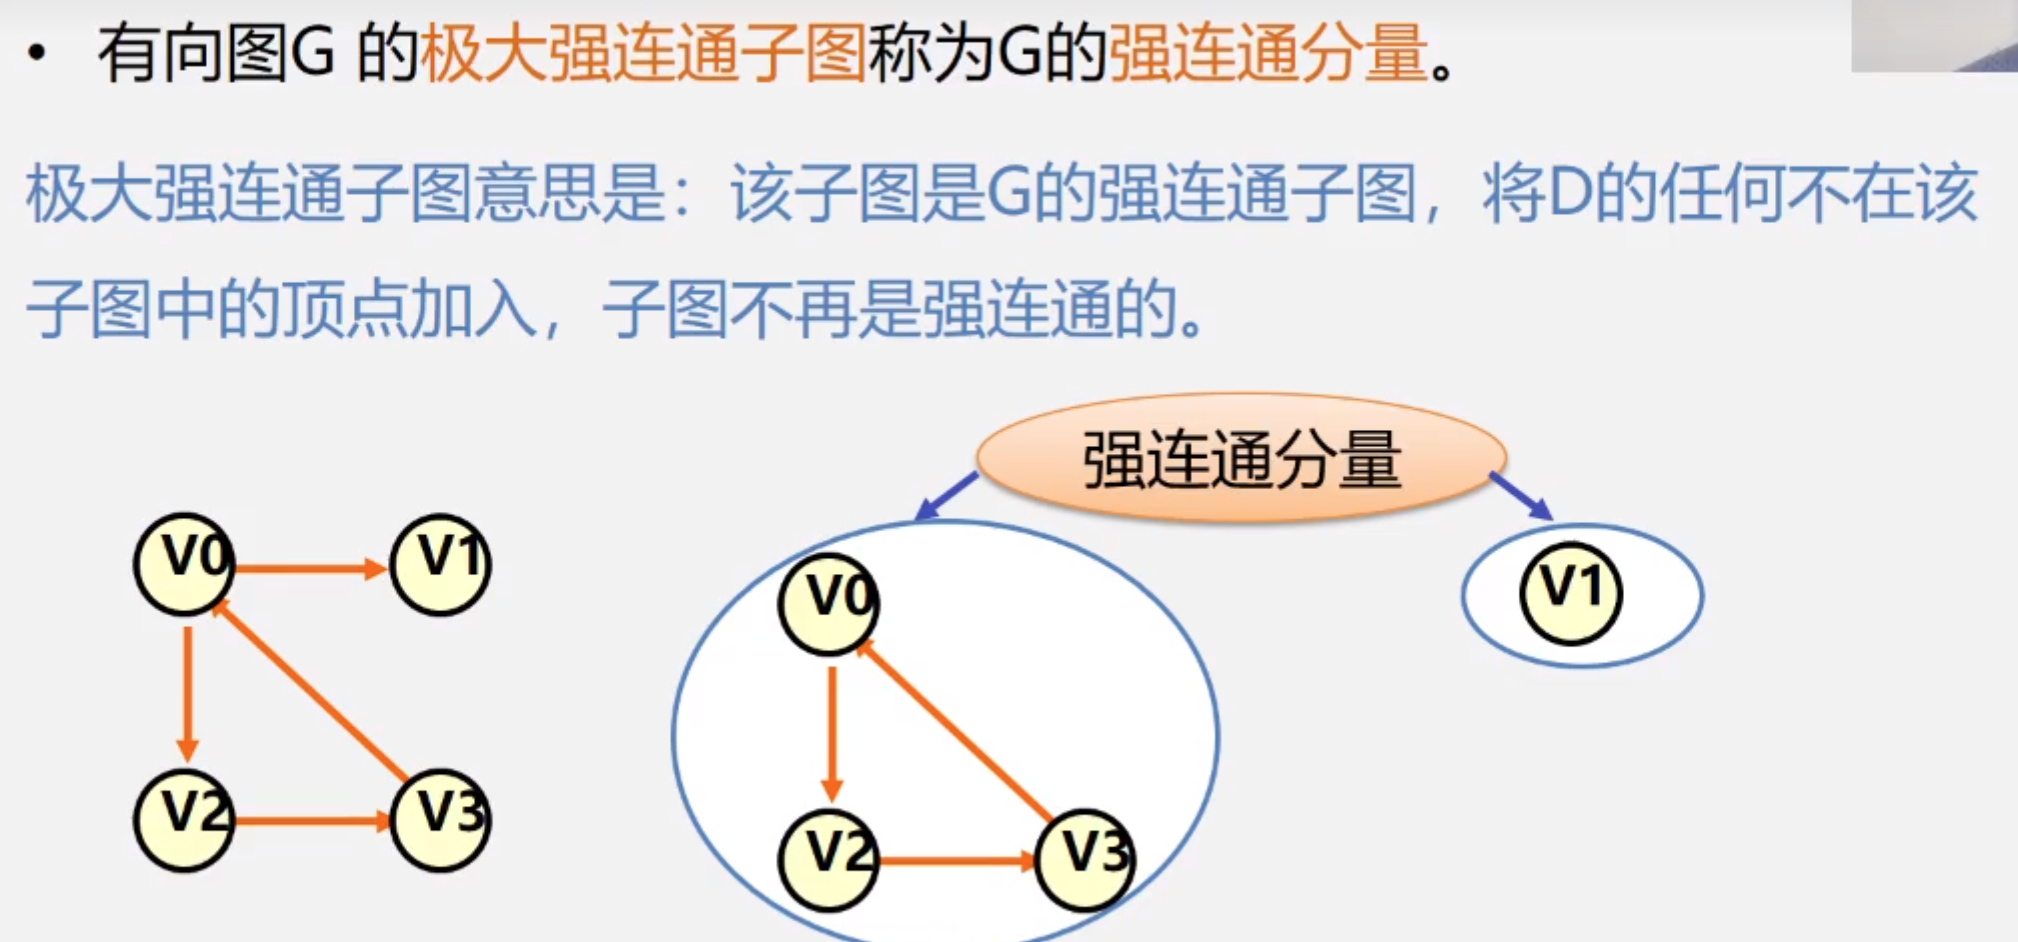 • 有向图G 的极大强连通子图称为G的强连通分量。
极大强连通子图意思是：该子图是G的强连通子图，将D的任何不在该
子图中的顶点加入，子图不再是强连通的。
强连通分量
V0 V1
V2 V3
V0
V2 V3
V1